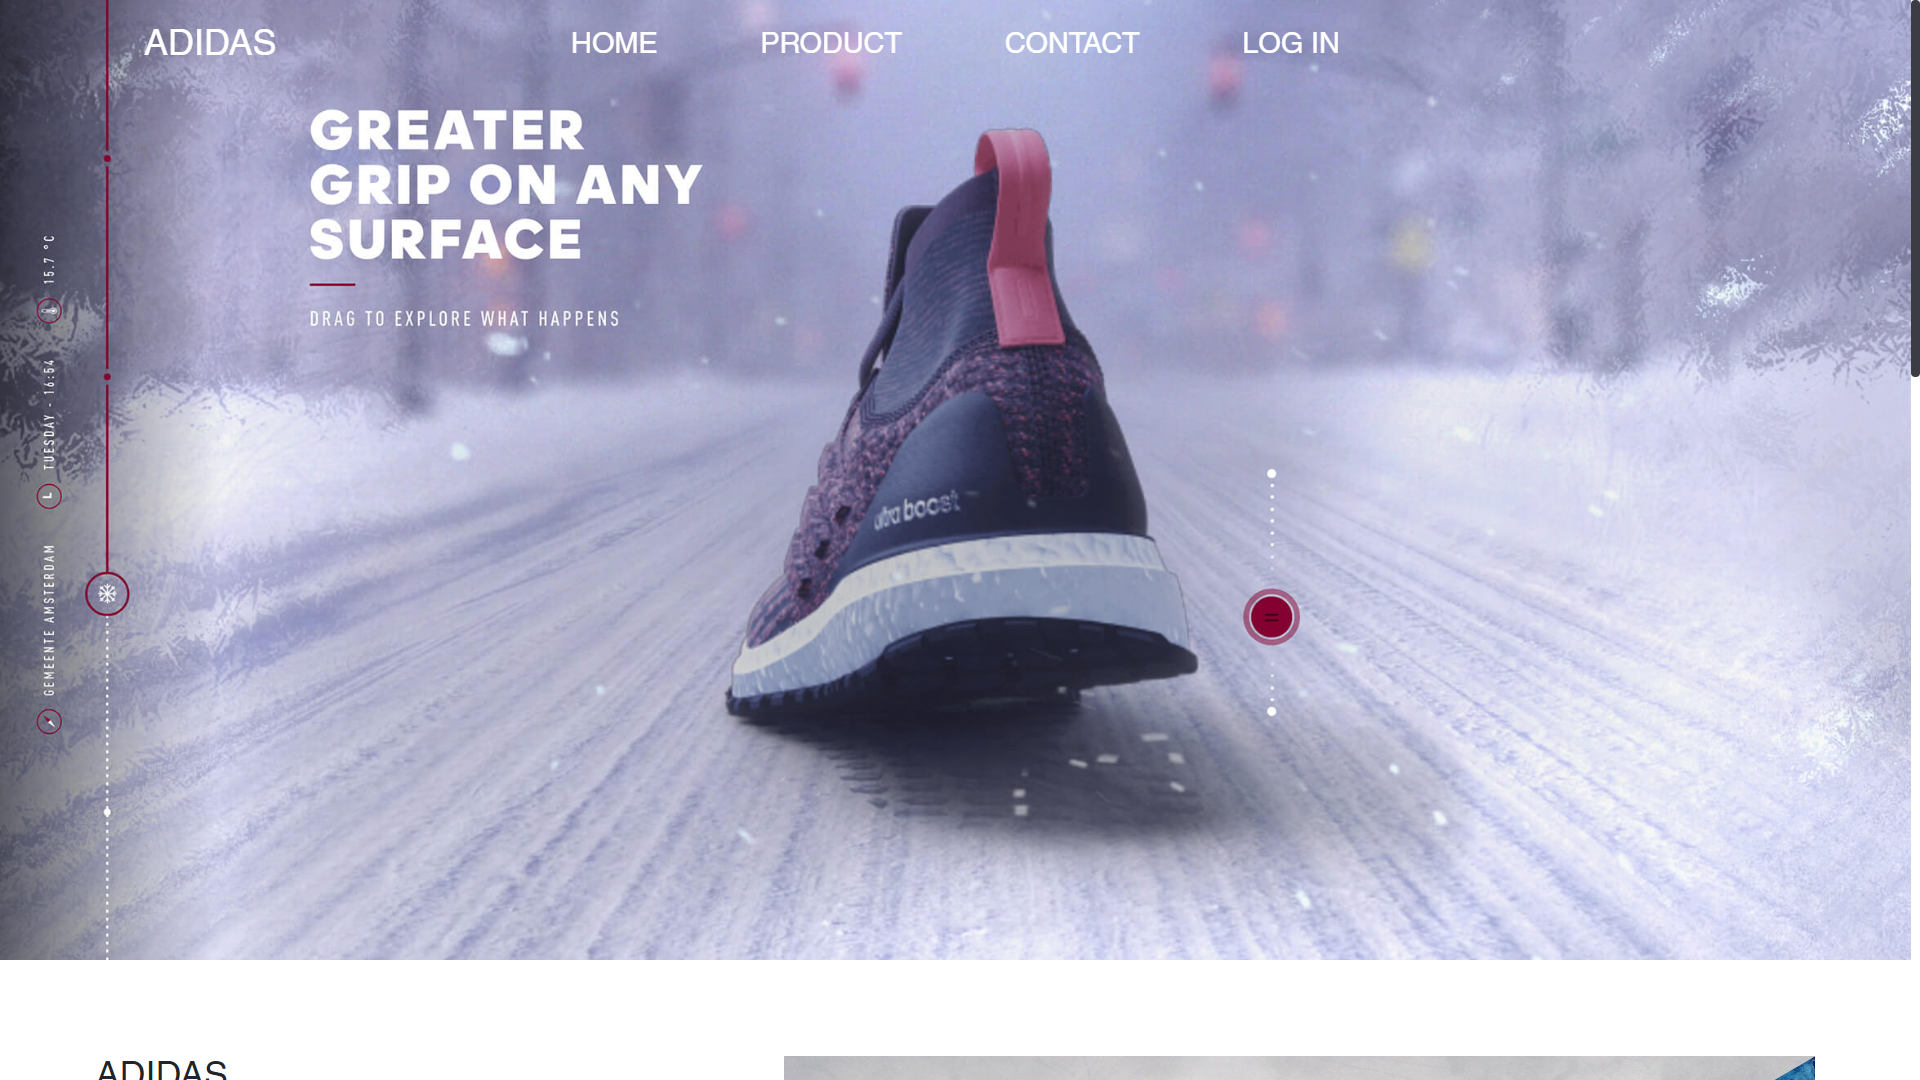 ADIDAS
HOME
PRODUCT
CONTACT
LOG IN
GREATER
GRIP ON ANY
SURFACE
DRAG TO EXPLORE WHAT HAPPENS
15.7 °C
TUESDAY - 16:54
GEMEENTE AMSTERDAM
ultra boost
ADIDAS